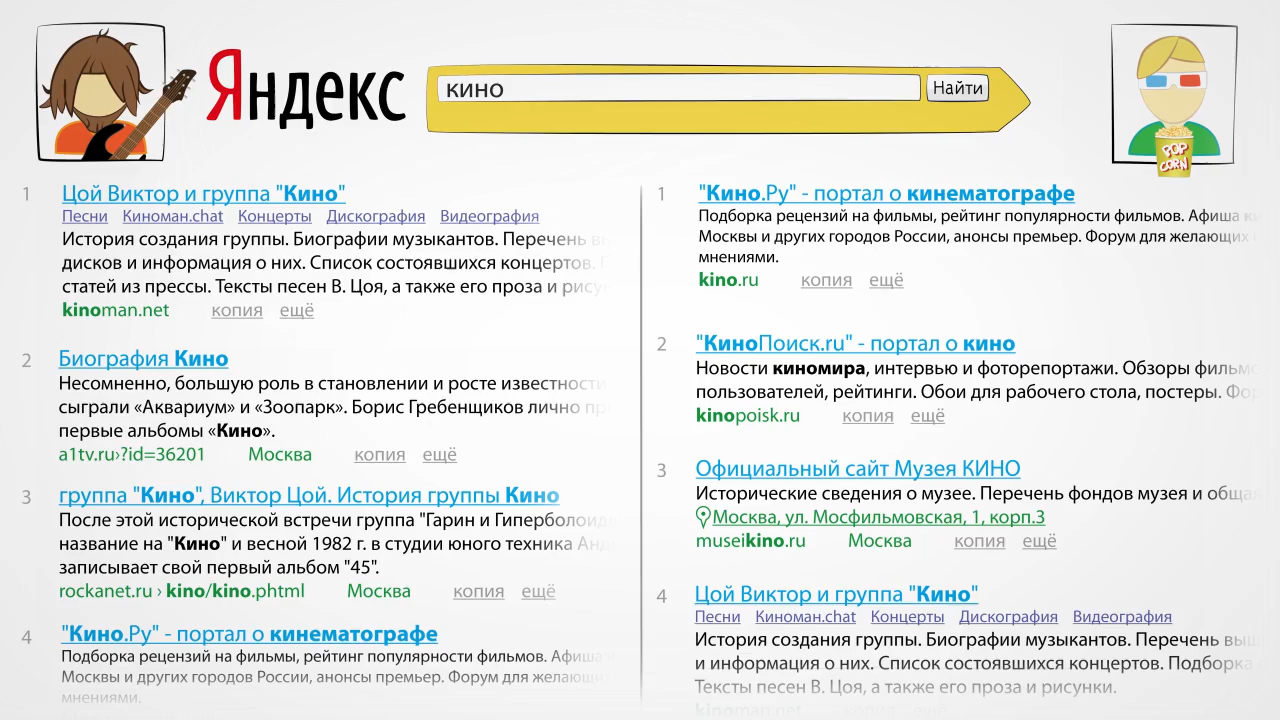 Яндекс
кино
Найти
POP
CORN
1
Цой Виктор и группа "Кино"
Песни Киноман.chat Концерты Дискография Видеография
История создания группы. Биографии музыкантов. Перечень
дисков и информация о них. Список состоявшихся концертов.
статей из прессы. Тексты песен В. Цоя, а также его проза и
kinoman.net копия ещё
2
Биография Кино
Несомненно, большую роль в становлении и росте известности
сыграли «Аквариум» и «Зоопарк». Борис Гребенщиков лично
первые альбомы «Кино».
a1tv.ru›?id=36201 Москва копия ещё
3
группа "Кино", Виктор Цой. История группы Кино
После этой исторической встречи группа "Гарин и
название на "Кино" и весной 1982 г. в студии юного техника
записывает свой первый альбом "45".
rockanet.ru › kino/kino.phtml Москва копия ещё
4
"Кино.Ру" - портал о кинематографе
Подборка рецензий на фильмы, рейтинг популярности фильмов. Афиша
Москвы и других городов России, анонсы премьер. Форум для желающих
мнениями.
1
"Кино.Ру" - портал о кинематографе
Подборка рецензий на фильмы, рейтинг популярности фильмов. Афиша
Москвы и других городов России, анонсы премьер. Форум для желающих
мнениями.
kino.ru копия ещё
2
"КиноПоиск.ru" - портал о кино
Новости киномира, интервью и фоторепортажи. Обзоры
пользователей, рейтинги. Обои для рабочего стола, постеры.
kinopoisk.ru копия ещё
3
Официальный сайт Музея КИНО
Исторические сведения о музее. Перечень фондов музея и
Москва, ул. Мосфильмовская, 1, корп.3
museikino.ru Москва копия ещё
4
Цой Виктор и группа "Кино"
Песни Киноман.chat Концерты Дискография Видеография
История создания группы. Биографии музыкантов. Перечень
и информация о них. Список состоявшихся концертов. Подборка
Тексты песен В. Цоя, а также его проза и рисунки.
kinoman.net копия ещё